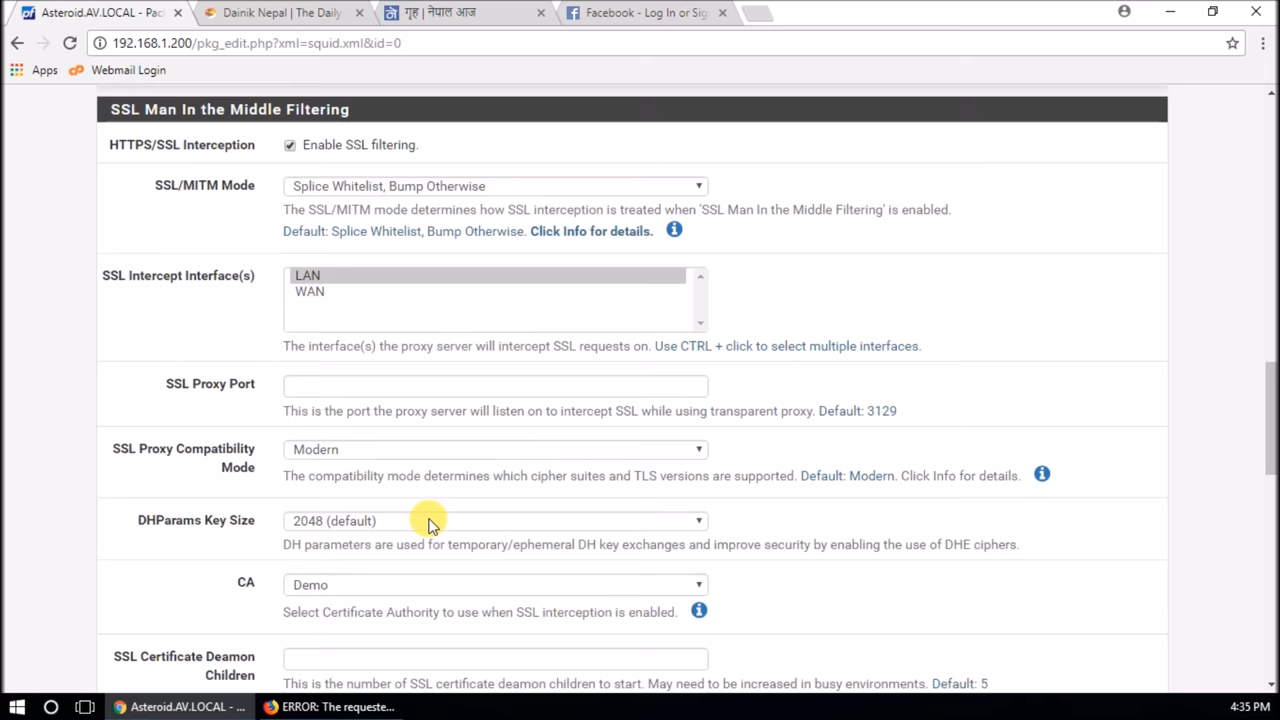 Asteroid.AV.LOCAL - Pac
Dainik Nepal | The Daily
गृह | नेपाल आज
Facebook - Log In or Sig
192.168.1.200/pkg_edit.php?xml=squid.xml&id=0
Apps
Webmail Login
SSL Man In the Middle Filtering
HTTPS/SSL Interception
Enable SSL filtering.
SSL/MITM Mode
Splice Whitelist, Bump Otherwise
The SSL/MITM mode determines how SSL interception is treated when 'SSL Man In the Middle Filtering' is enabled.
Default: Splice Whitelist, Bump Otherwise. Click Info for details.
SSL Intercept Interface(s)
LAN
WAN
The interface(s) the proxy server will intercept SSL requests on. Use CTRL + click to select multiple interfaces.
SSL Proxy Port
This is the port the proxy server will listen on to intercept SSL while using transparent proxy. Default: 3129
SSL Proxy Compatibility
Mode
Modern
The compatibility mode determines which cipher suites and TLS versions are supported. Default: Modern. Click Info for details.
DHParams Key Size
2048 (default)
DH parameters are used for temporary/ephemeral DH key exchanges and improve security by enabling the use of DHE ciphers.
CA
Demo
Select Certificate Authority to use when SSL interception is enabled.
SSL Certificate Deamon
Children
This is the number of SSL certificate deamon children to start. May need to be increased in busy environments. Default: 5
Asteroid.AV.LOCAL - ...
ERROR: The requeste...
4:35 PM